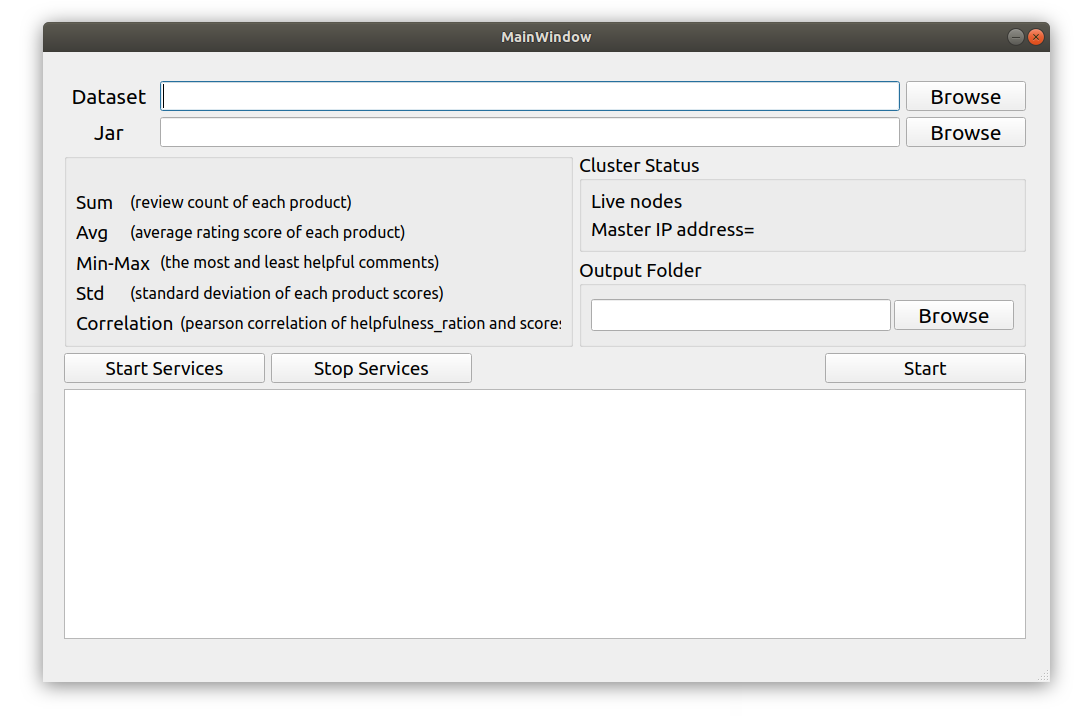 MainWindow
Dataset Browse
Jar Browse
Sum (review count of each product)
Avg (average rating score of each product)
Min-Max (the most and least helpful comments)
Std (standard deviation of each product scores)
Correlation (pearson correlation of helpfulness_ration and scores
Cluster Status
Live nodes
Master IP address=
Output Folder
Browse
Start Services Stop Services Start